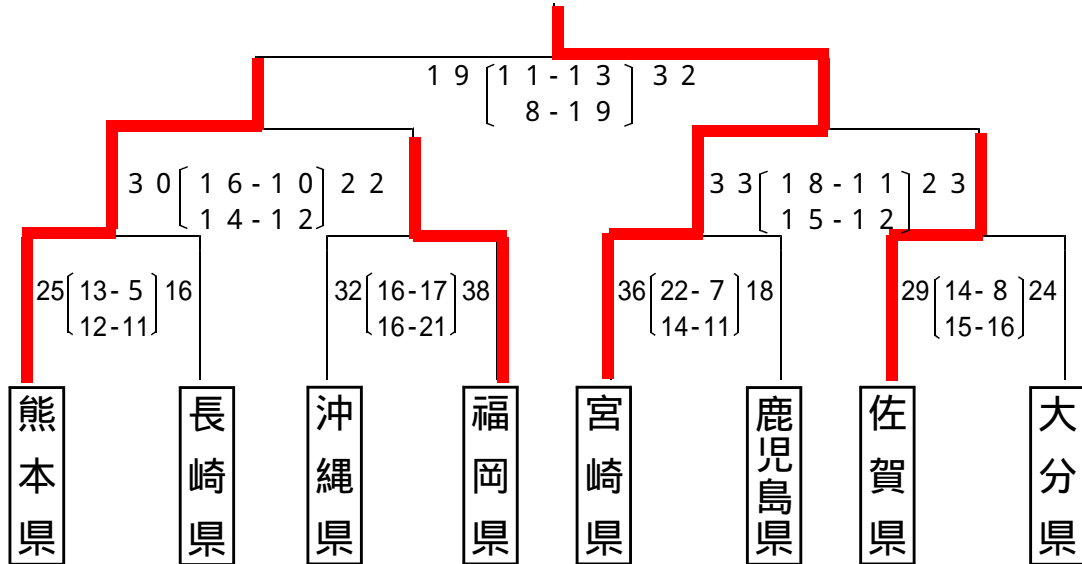 19 11-13 32
8-19
30 16-10 22
14-12
33 18-11 23
15-12
25 13-5 16
12-11
32 16-17 38
16-21
36 22-7 18
14-11
29 14-8 24
15-16
熊本県
長崎県
沖縄県
福岡県
宮崎県
鹿児島県
佐賀県
大分県